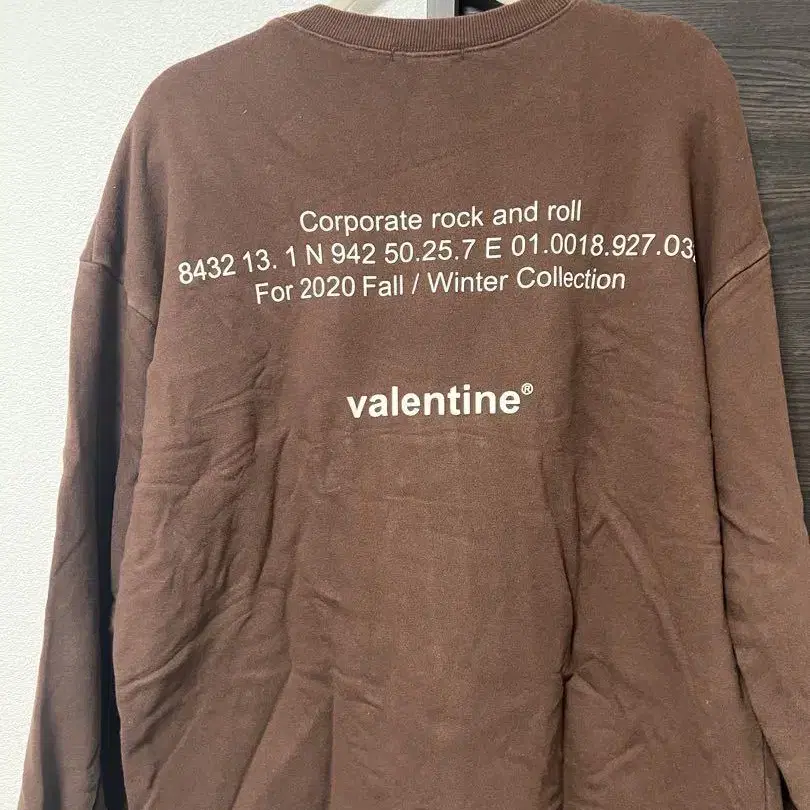 Corporate rock and roll
8432 13. 1 N 942 50.25.7 E 01.0018.927.03
For 2020 Fall / Winter Collection
valentine®